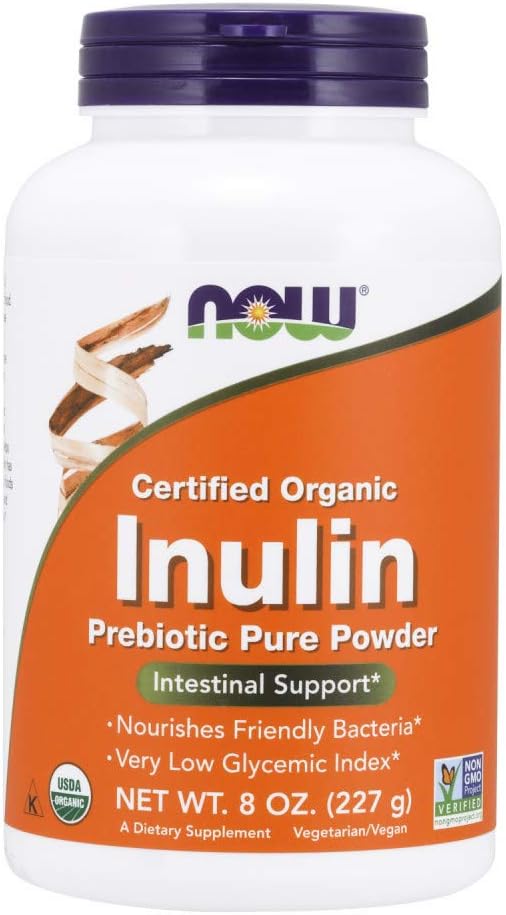 NOW®
Certified Organic
Inulin
Prebiotic Pure Powder
Intestinal Support*
•Nourishes Friendly Bacteria*
•Very Low Glycemic Index*
K
USDA
ORGANIC
NET WT. 8 OZ. (227 g)
A Dietary Supplement Vegetarian/Vegan
NON
GMO
Project
VERIFIED
nongmoproject.org